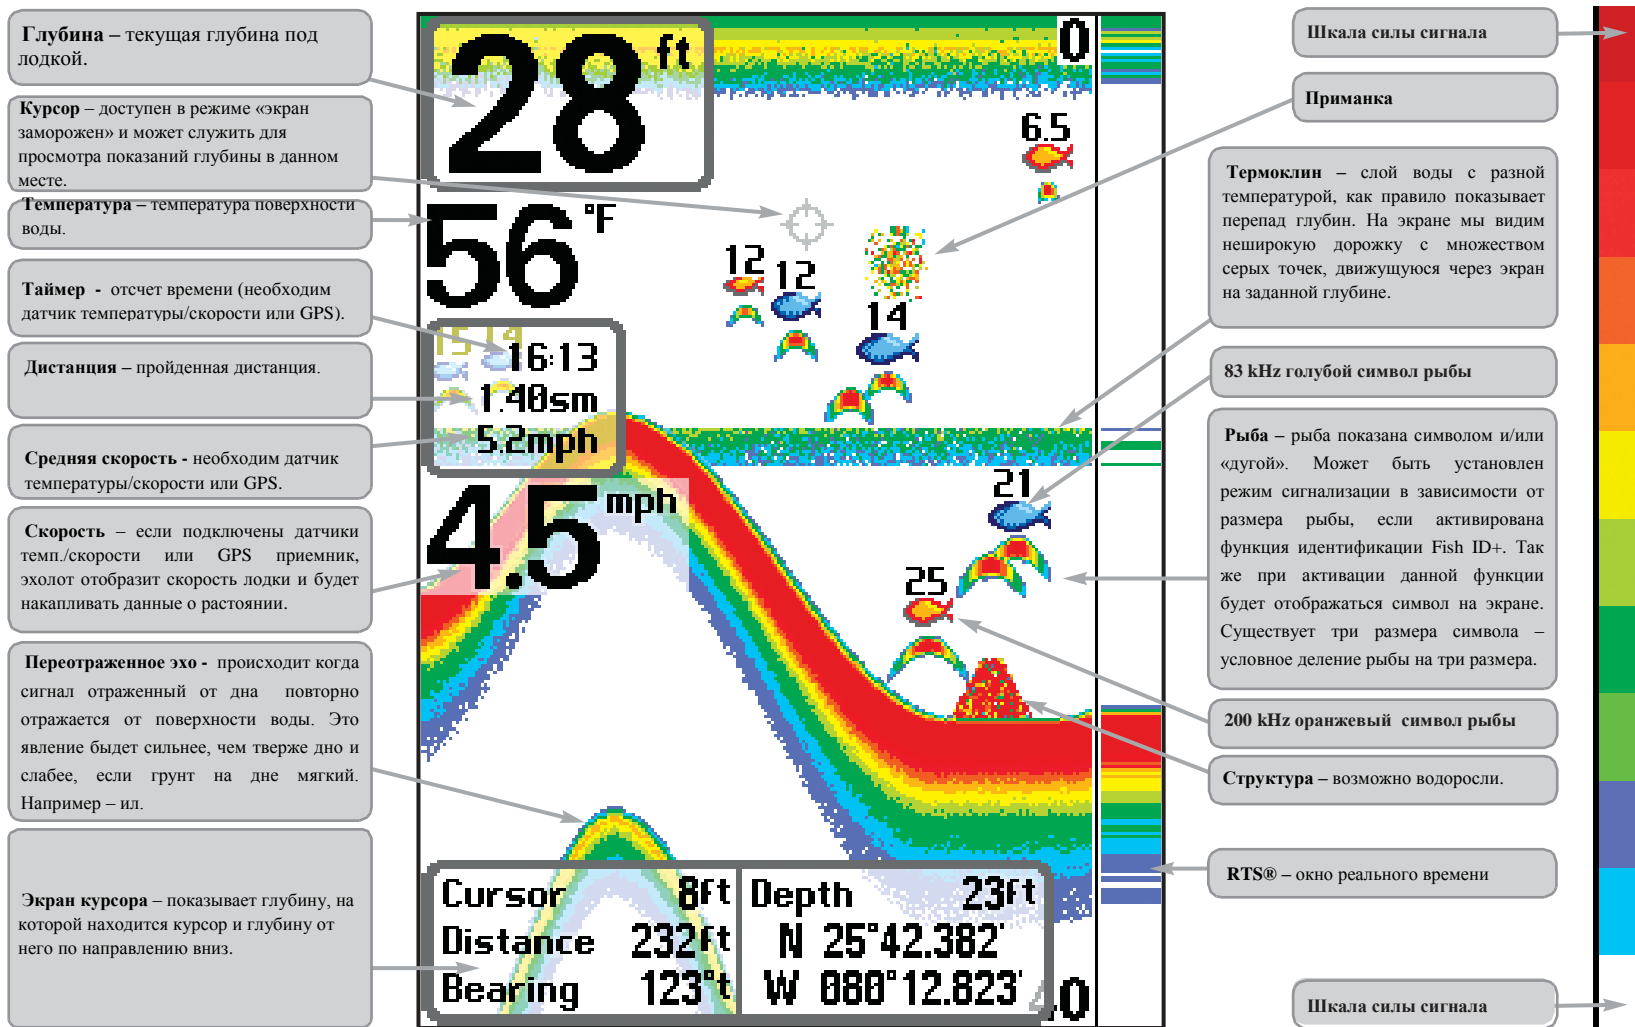 Глубина – текущая глубина под
лодкой.
Курсор – доступен в режиме «экран
заморожен» и может служить для
просмотра показаний глубины в данном
месте.
Температура – температура поверхности
воды.
Таймер - отсчет времени (необходим
датчик температуры/скорости или GPS).
Дистанция – пройденная дистанция.
Средняя скорость - необходим датчик
температуры/скорости или GPS.
Скорость – если подключены датчики
темп./скорости или GPS приемник,
эхолот отобразит скорость лодки и будет
накапливать данные о растоянии.
Переотраженное эхо - происходит когда
сигнал отраженный от дна повторно
отражается от поверхности воды. Это
явление быдет сильнее, чем тверже дно и
слабее, если грунт на дне мягкий.
Например – ил.
Экран курсора – показывает глубину, на
которой находится курсор и глубину от
него по направлению вниз.
28 ft
0
6.5
56 °F
12
12
14
15 14
16:13
1.40sm
5.2mph
4.5 mph
21
25
Cursor 8ft
Distance 232ft
Bearing 123°t
Depth 23ft
N 25°42.382'
W 080°12.823'
40
Шкала силы сигнала
Приманка
Термоклин – слой воды с разной
температурой, как правило показывает
перепад глубин. На экране мы видим
неширокую дорожку с множеством
серых точек, движущуюся через экран
на заданной глубине.
83 kHz голубой символ рыбы
Рыба – рыба показана символом и/или
«дугой». Может быть установлен
режим сигнализации в зависимости от
размера рыбы, если активирована
функция идентификации Fish ID+. Так
же при активации данной функции
будет отображаться символ на экране.
Существует три размера символа –
условное деление рыбы на три размера.
200 kHz оранжевый символ рыбы
Структура – возможно водоросли.
RTS® – окно реального времени
Шкала силы сигнала